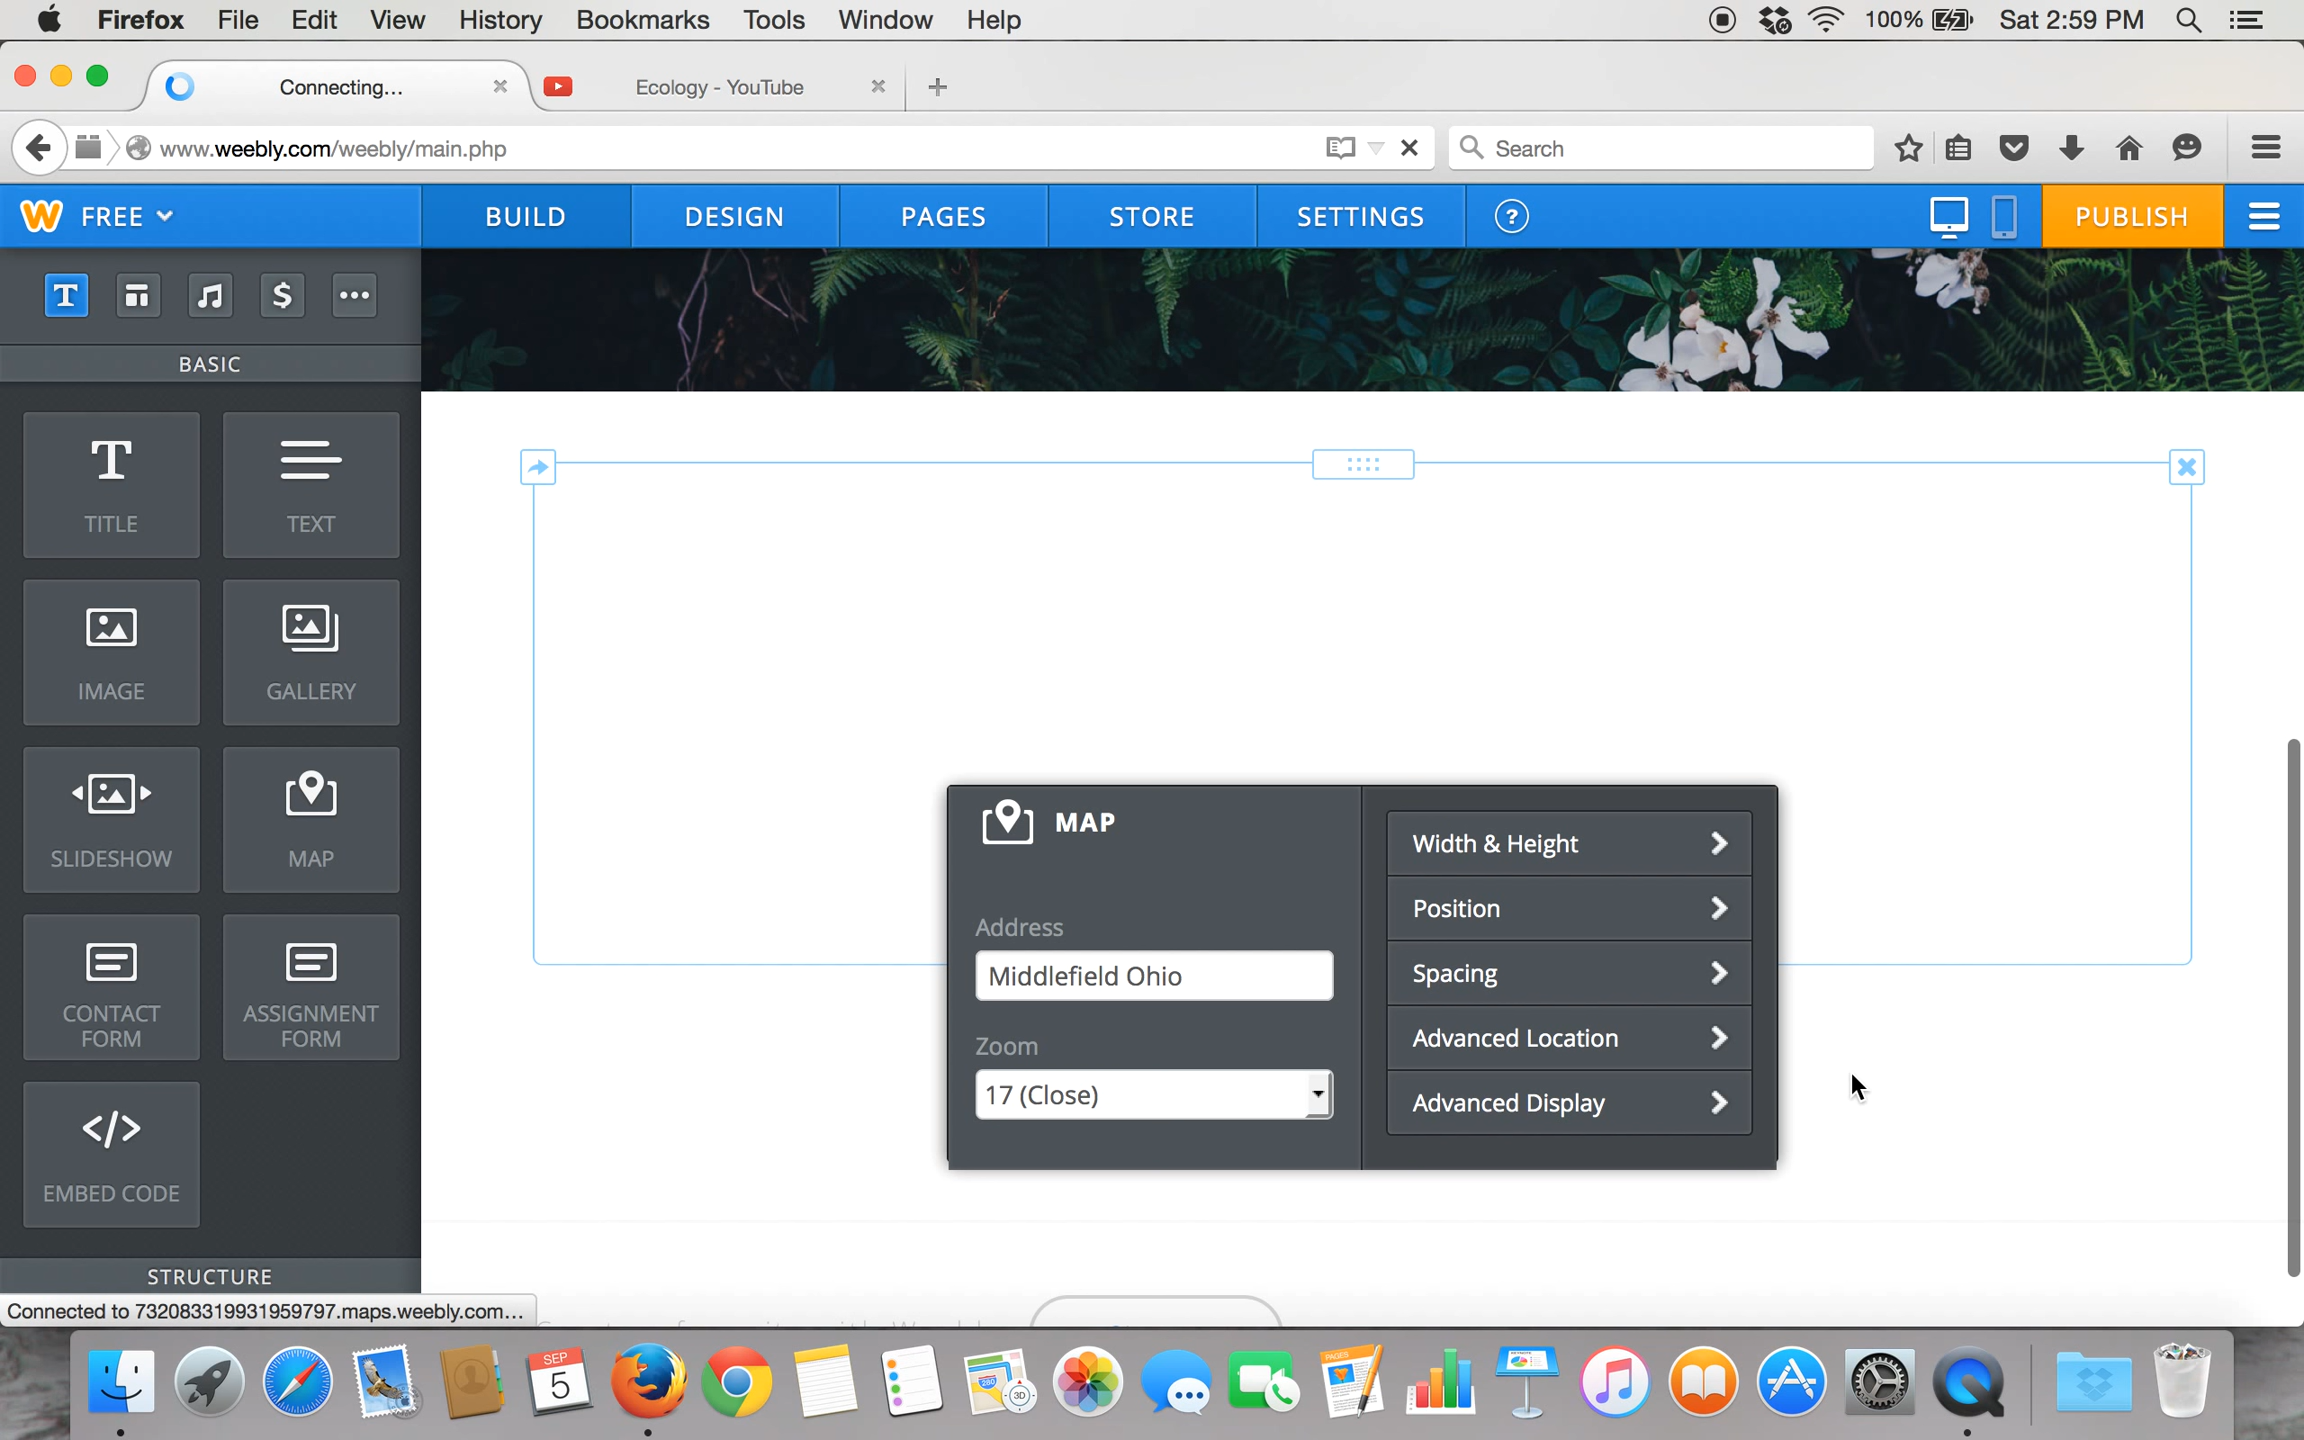 Firefox File Edit View History Bookmarks Tools Window Help 100% Sat 2:59 PM
Connecting... Ecology - YouTube
www.weebly.com/weebly/main.php Search
W FREE BUILD DESIGN PAGES STORE SETTINGS ? PUBLISH
T $
BASIC
T
TITLE TEXT
IMAGE GALLERY
SLIDESHOW MAP
CONTACT FORM ASSIGNMENT FORM
</>
EMBED CODE
STRUCTURE
MAP
Address
Middlefield Ohio
Zoom
17 (Close)
Width & Height
Position
Spacing
Advanced Location
Advanced Display
Connected to 732083319931959797.maps.weebly.com...
SEP
5
280
3D
PAGES